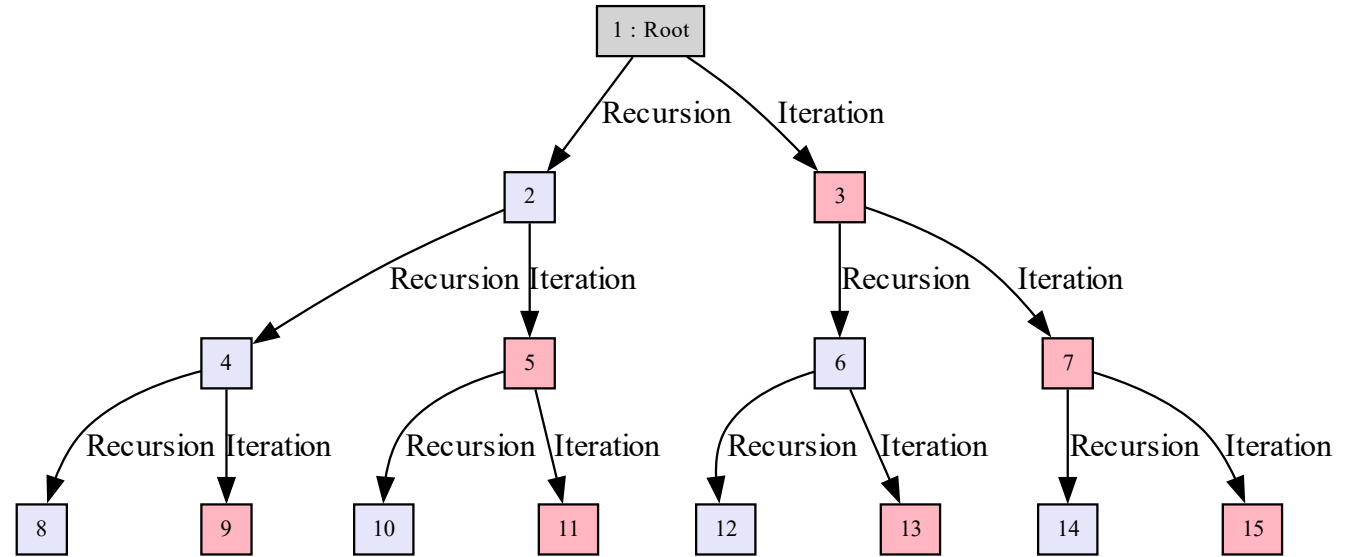 1 : Root
Recursion
Iteration
2
3
Recursion
Iteration
Recursion
Iteration
4
5
6
7
Recursion
Iteration
Recursion
Iteration
Recursion
Iteration
Recursion
Iteration
8
9
10
11
12
13
14
15